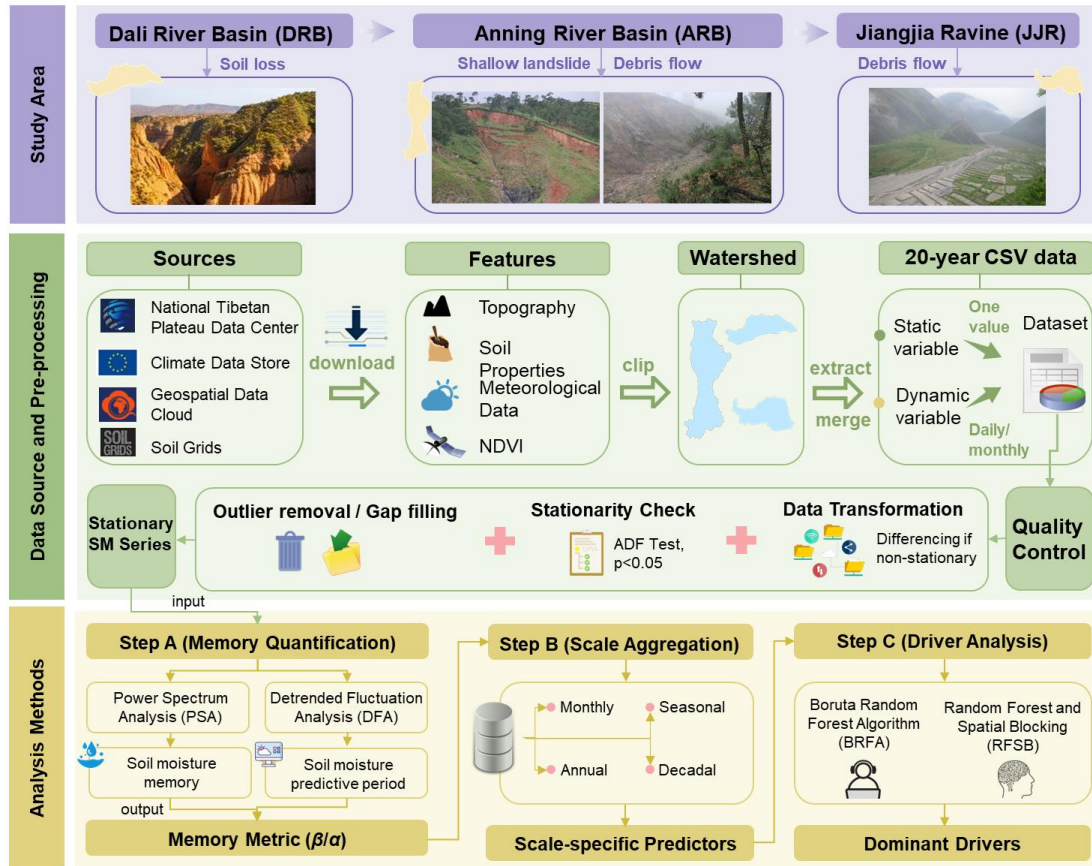 Study Area
Dali River Basin (DRB)
Anning River Basin (ARB)
Jiangjia Ravine (JJR)
Soil loss
Shallow landslide
Debris flow
Debris flow
Data Source and Pre-processing
Sources
Features
Watershed
20-year CSV data
National Tibetan
Plateau Data Center
Climate Data Store
Geospatial Data
Cloud
SOIL
GRIDS
Soil Grids
download
Topography
Soil
Properties
Meteorological
Data
NDVI
clip
extract
merge
Static
variable
One
value
Dataset
Dynamic
variable
Daily/
monthly
Stationary
SM Series
Outlier removal / Gap filling
Stationarity Check
ADF Test,
p<0.05
Data Transformation
Differencing if
non-stationary
Quality
Control
input
Analysis Methods
Step A (Memory Quantification)
Power Spectrum
Analysis (PSA)
Detrended Fluctuation
Analysis (DFA)
Soil moisture
memory
Soil moisture
predictive period
output
Memory Metric (β/α)
Step B (Scale Aggregation)
Monthly
Seasonal
Annual
Decadal
Scale-specific Predictors
Step C (Driver Analysis)
Boruta Random
Forest Algorithm
(BRFA)
Random Forest and
Spatial Blocking
(RFSB)
Dominant Drivers